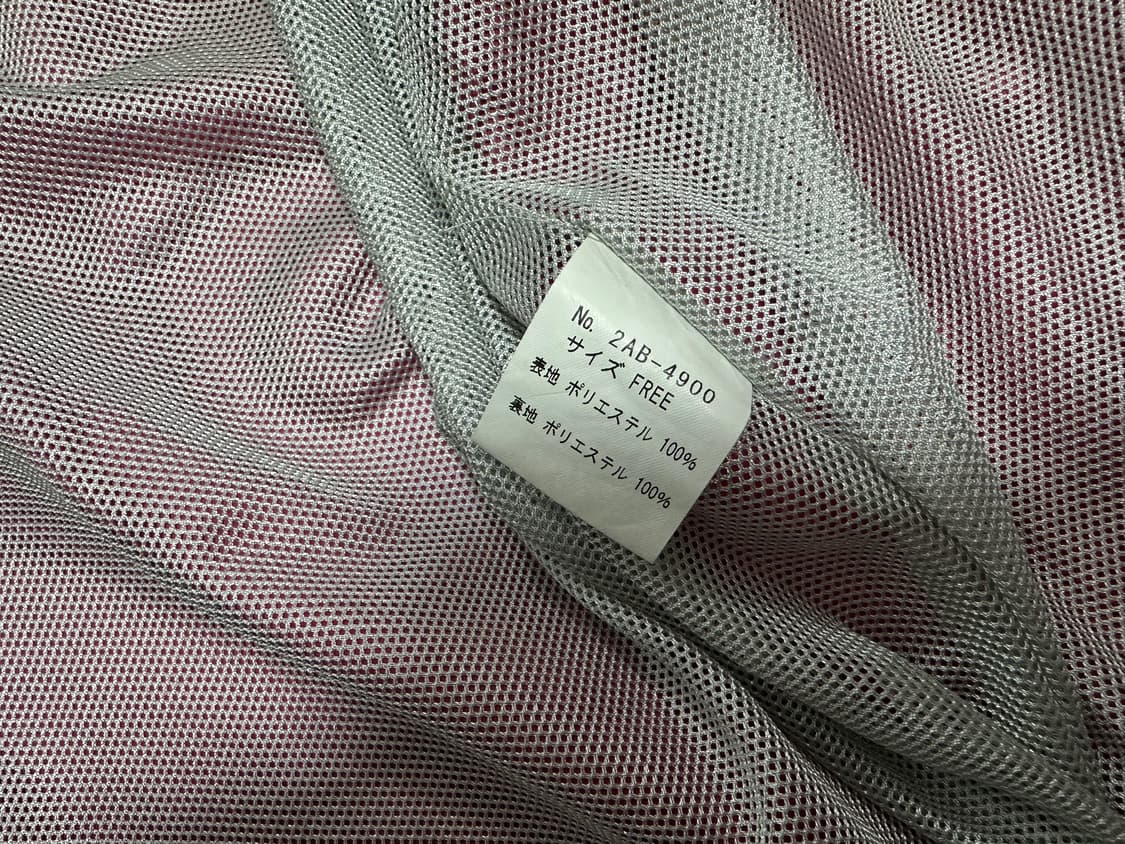 No. 2AB-4900
サイズ FREE
表地 ポリエステル 100%
裏地 ポリエステル 100%